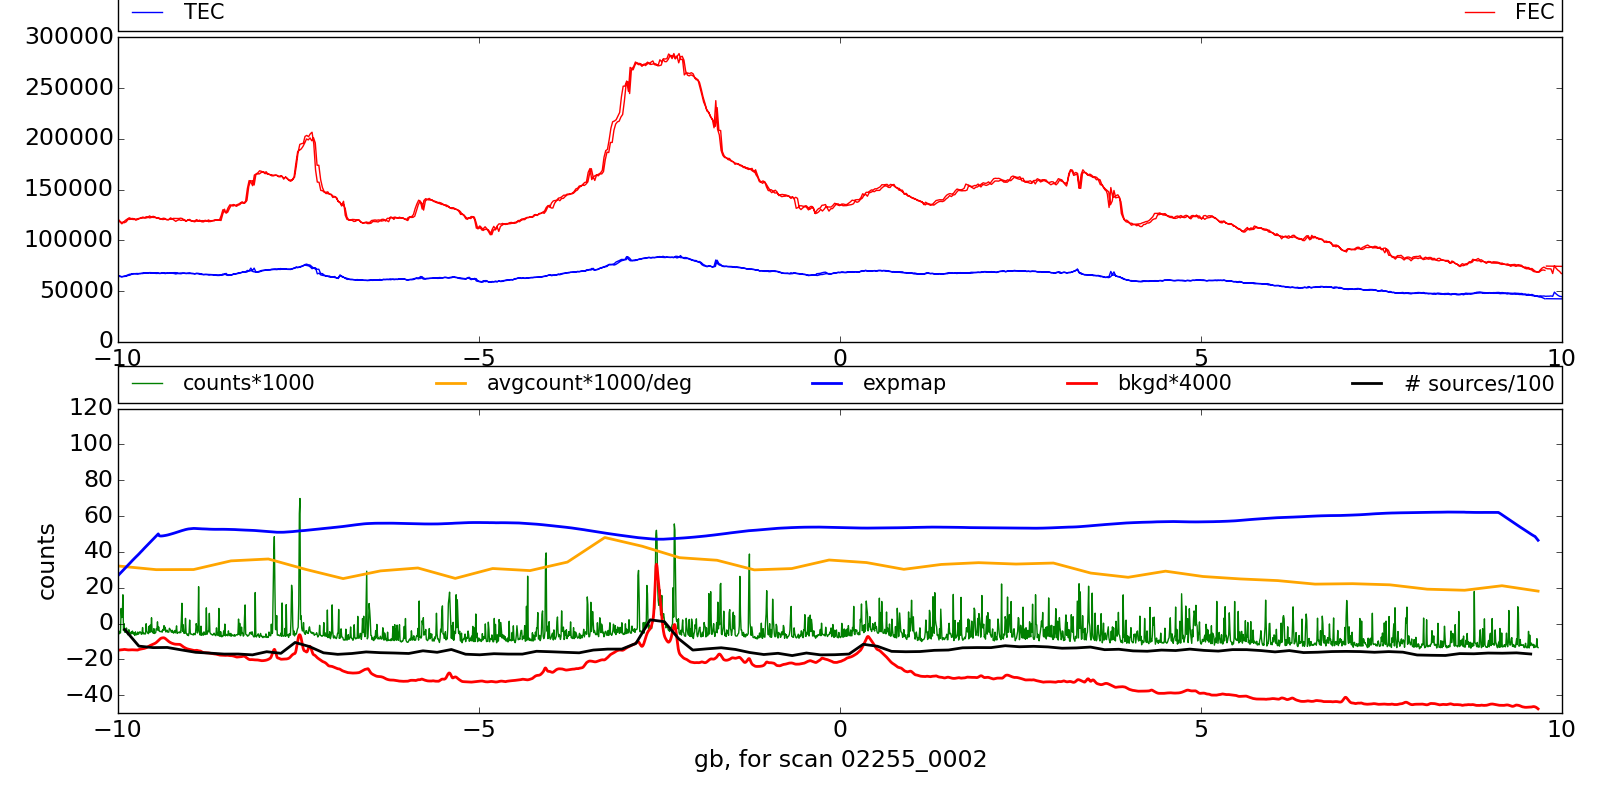 TEC FEC
300000
250000
200000
150000
100000
50000
0
−10 −5 0 5 10
counts*1000 avgcount*1000/deg expmap bkgd*4000 # sources/100
120
100
80
60
40
20
0
−20
−40
counts
−10 −5 0 5 10
gb, for scan 02255_0002